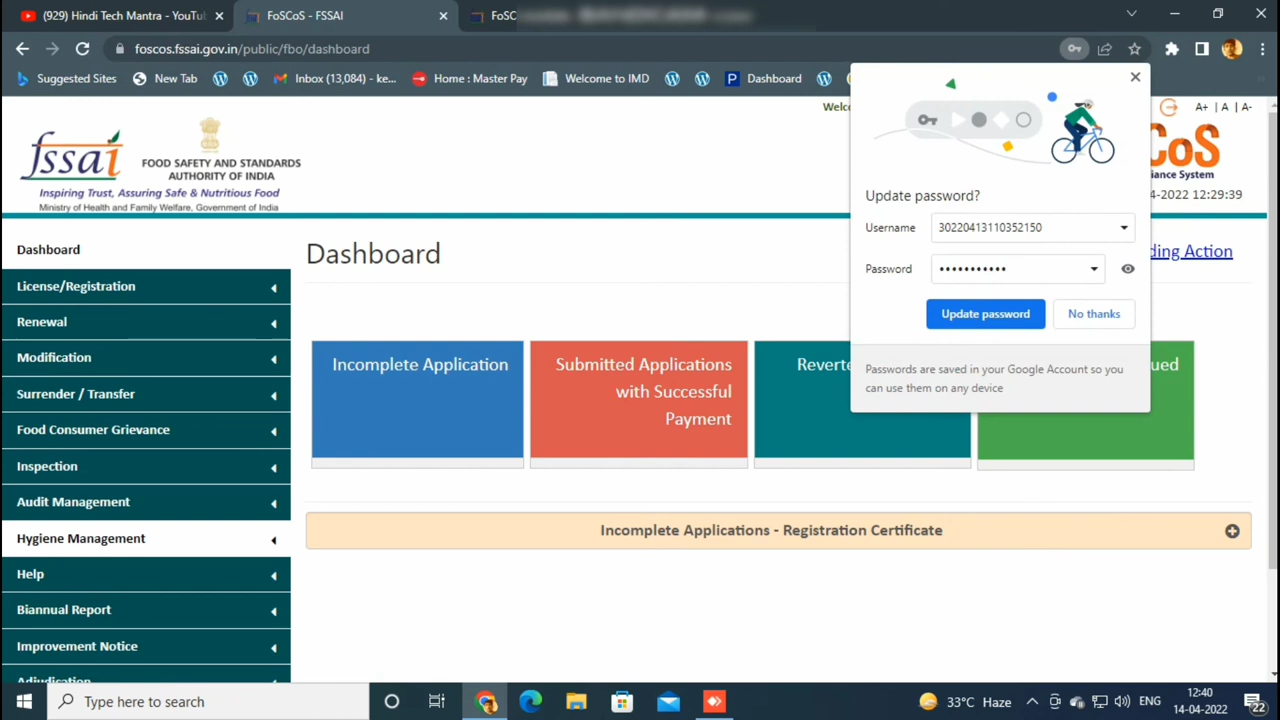 (929) Hindi Tech Mantra - YouTu
FoSCoS - FSSAI
FoSC
foscos.fssai.gov.in/public/fbo/dashboard
Suggested Sites
New Tab
Inbox (13,084) - ke...
Home : Master Pay
Welcome to IMD
Dashboard
fssai
FOOD SAFETY AND STANDARDS
AUTHORITY OF INDIA
Inspiring Trust, Assuring Safe & Nutritious Food
Ministry of Health and Family Welfare, Government of India
Welc
A+ | A | A-
CoS
iance System
4-2022 12:29:39
Update password?
Username
30220413110352150
Password
•••••••••••
Update password
No thanks
Passwords are saved in your Google Account so you
can use them on any device
Dashboard
License/Registration
Renewal
Modification
Surrender / Transfer
Food Consumer Grievance
Inspection
Audit Management
Hygiene Management
Help
Biannual Report
Improvement Notice
Adjudication
Dashboard
ding Action
Incomplete Application
Submitted Applications
with Successful
Payment
Reverte
ued
Incomplete Applications - Registration Certificate
Type here to search
33°C Haze
ENG
12:40
14-04-2022
22